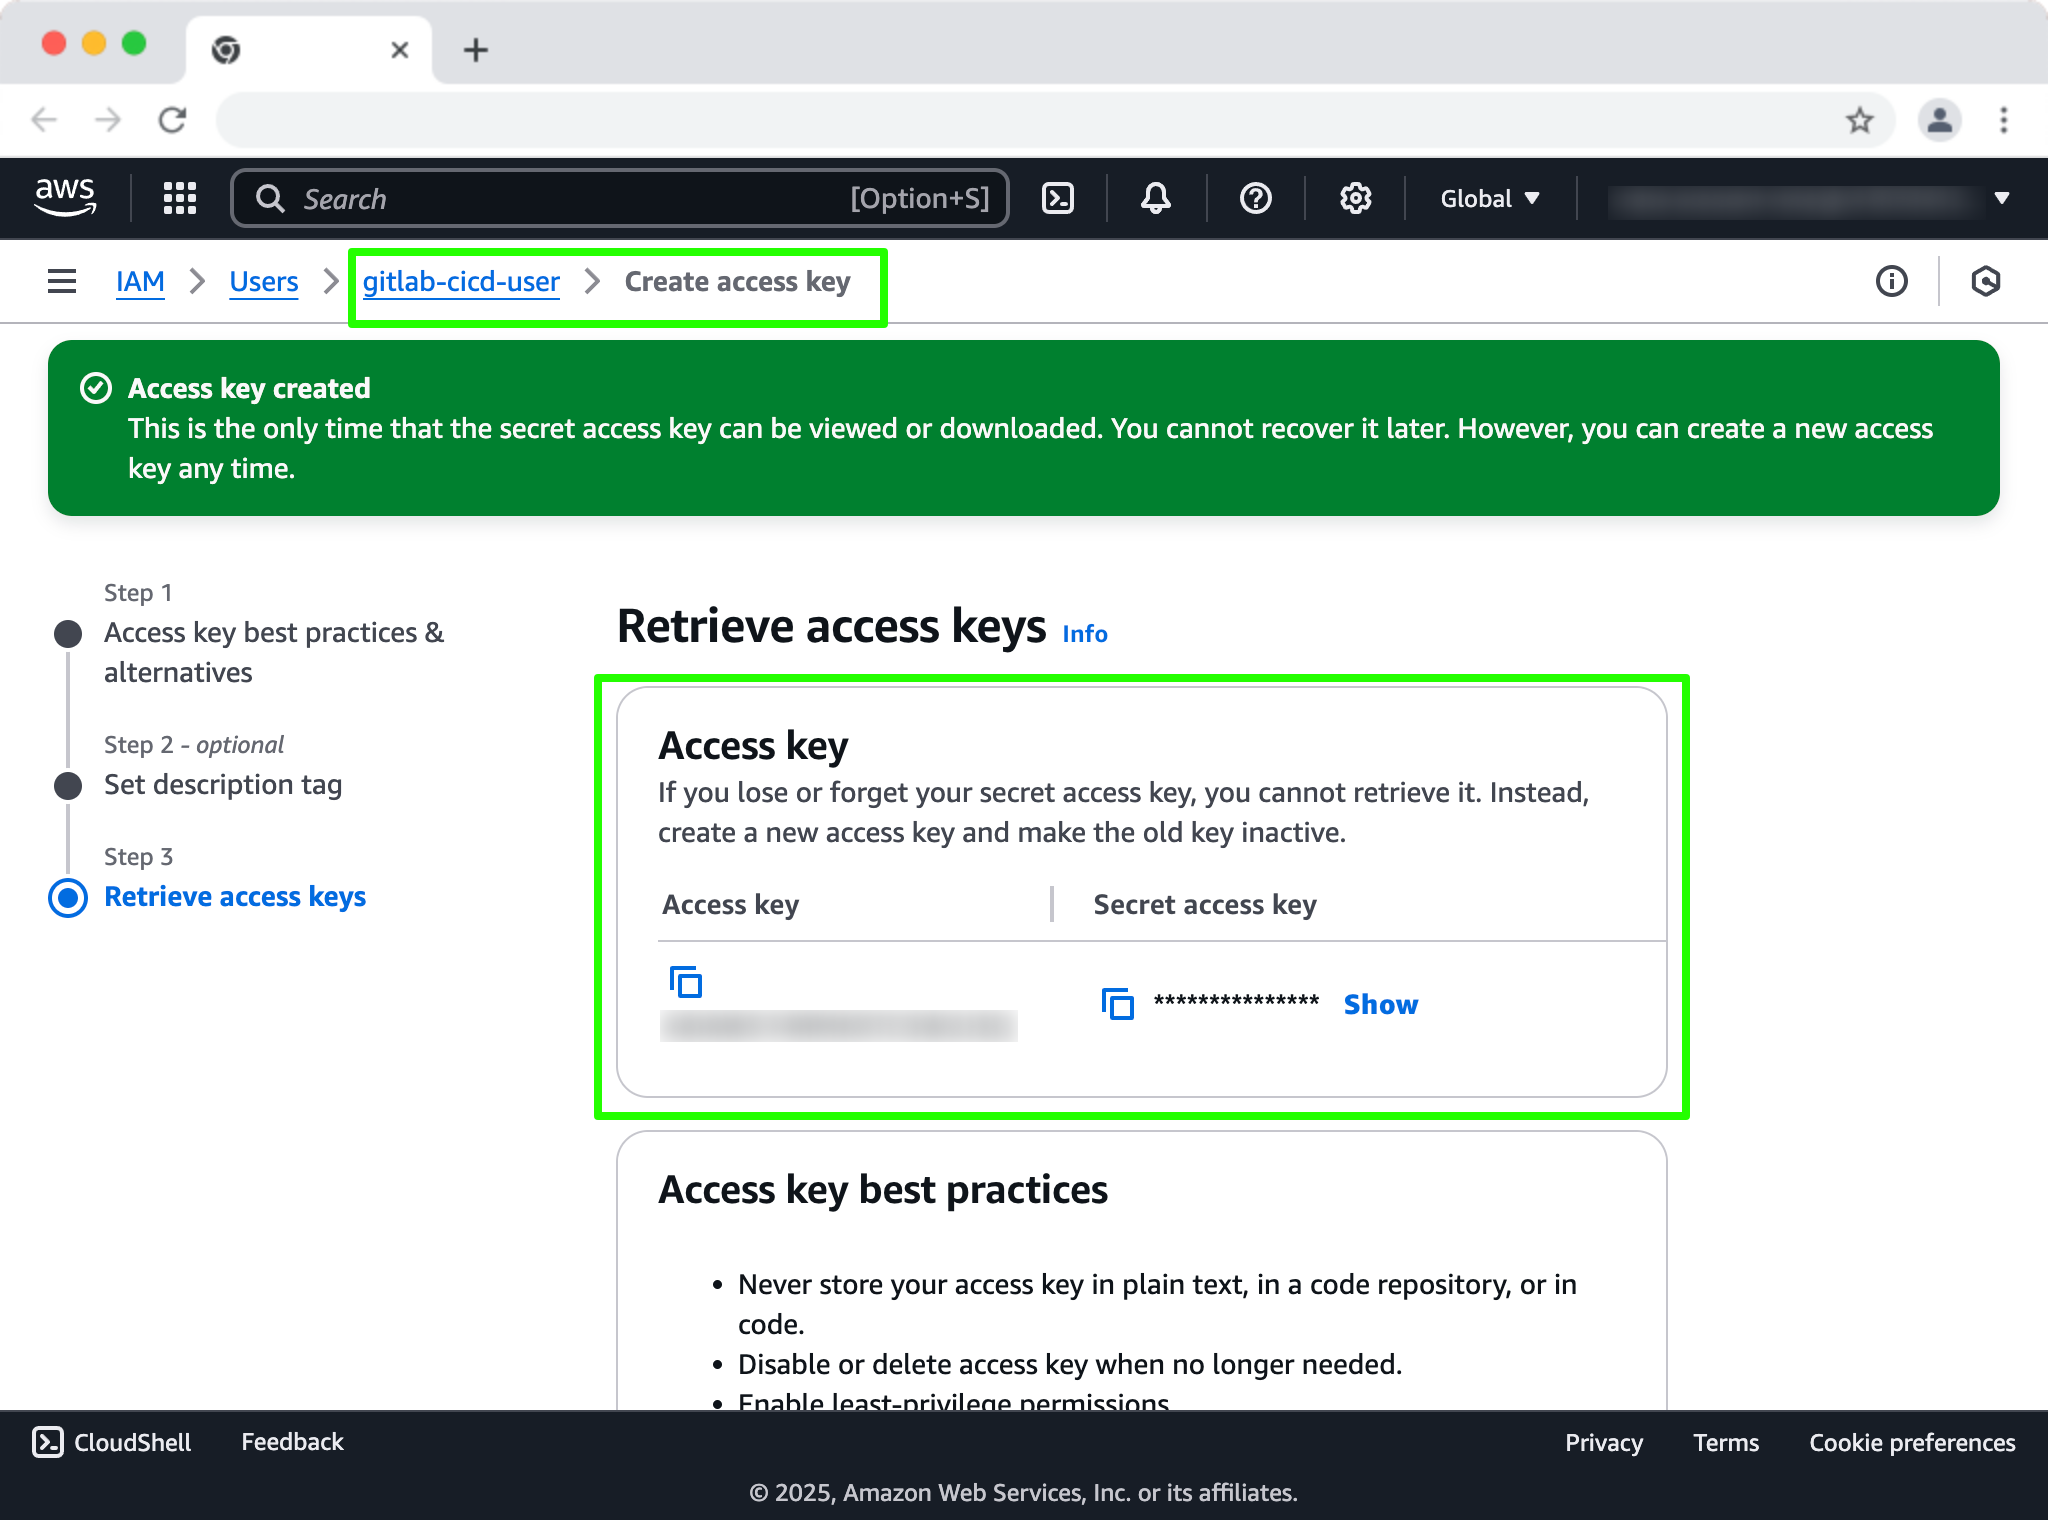 aws
Search [Option+S]
Global
IAM Users gitlab-cicd-user Create access key
Access key created
This is the only time that the secret access key can be viewed or downloaded. You cannot recover it later. However, you can create a new access
key any time.
Step 1
Access key best practices &
alternatives
Step 2 - optional
Set description tag
Step 3
Retrieve access keys
Retrieve access keys Info
Access key
If you lose or forget your secret access key, you cannot retrieve it. Instead,
create a new access key and make the old key inactive.
Access key Secret access key
*************** Show
Access key best practices
• Never store your access key in plain text, in a code repository, or in
code.
• Disable or delete access key when no longer needed.
• Enable least-privilege permissions
CloudShell Feedback Privacy Terms Cookie preferences
© 2025, Amazon Web Services, Inc. or its affiliates.